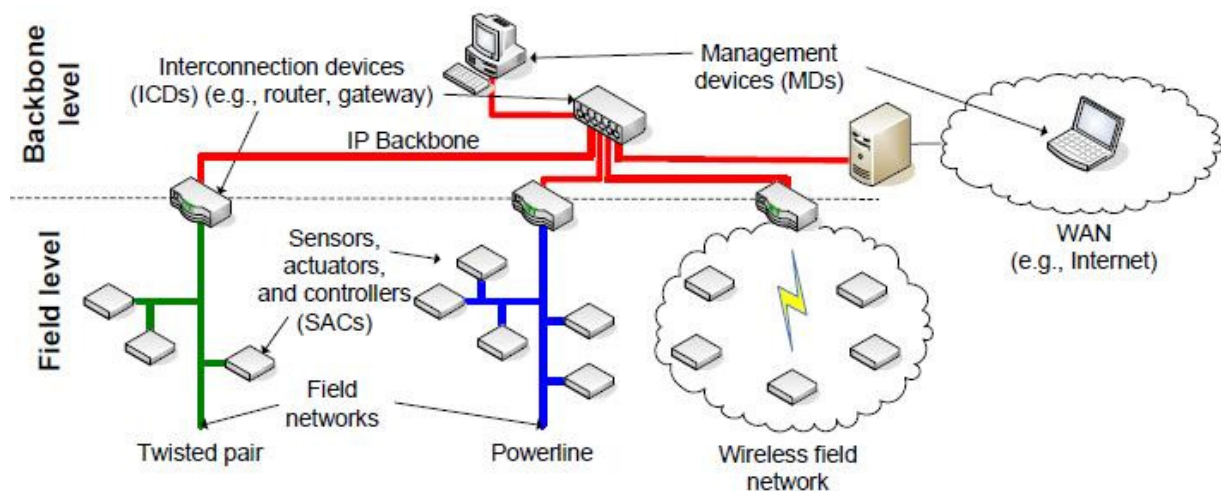 Backbone
level
Interconnection devices
(ICDs) (e.g., router, gateway)
Management
devices (MDs)
IP Backbone
WAN
(e.g., Internet)
Field level
Sensors,
actuators,
and controllers
(SACs)
Field
networks
Twisted pair
Powerline
Wireless field
network